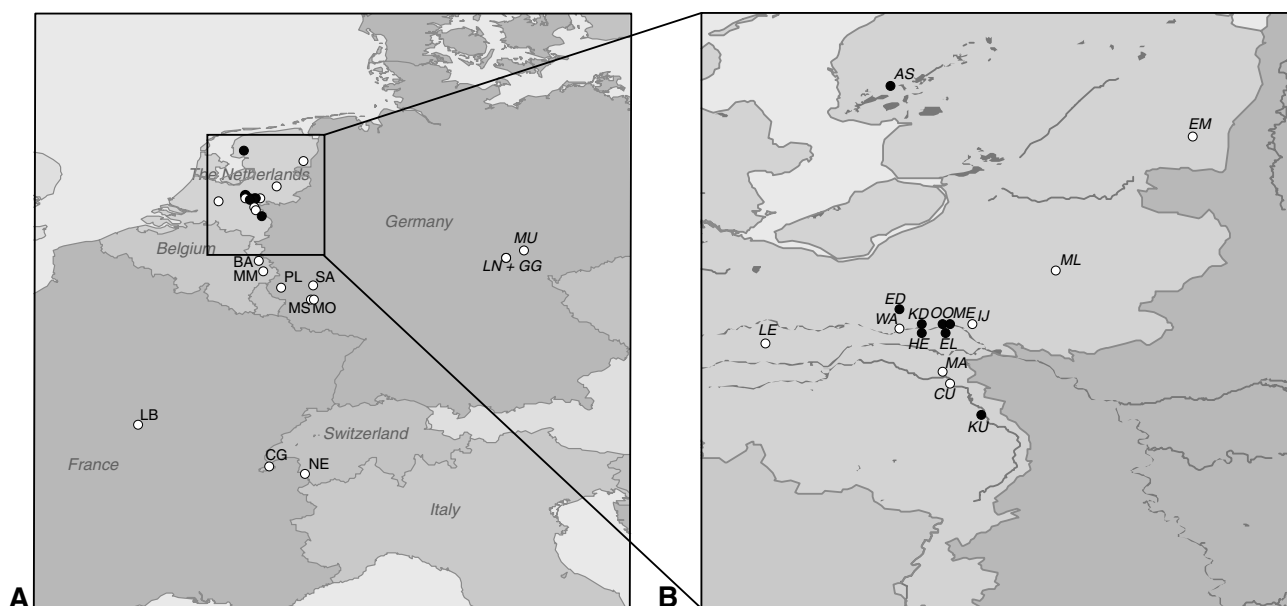 The Netherlands
Germany
Belgium
BA
MM
PL
SA
MS MO
MU
LN + GG
LB
France
Switzerland
CG
NE
Italy
A
AS
EM
ML
ED
WA
KD
OO ME IJ
LE
HE
EL
MA
CU
KU
B